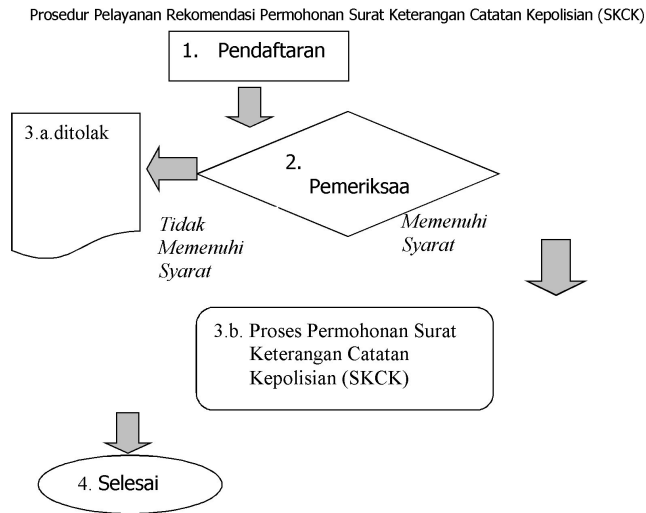 Prosedur Pelayanan Rekomendasi Permohonan Surat Keterangan Catatan Kepolisian (SKCK)
1. Pendaftaran
3.a.ditolak
2.
Pemeriksaa
Tidak
Memenuhi
Syarat
Memenuhi
Syarat
3.b. Proses Permohonan Surat
Keterangan Catatan
Kepolisian (SKCK)
4. Selesai